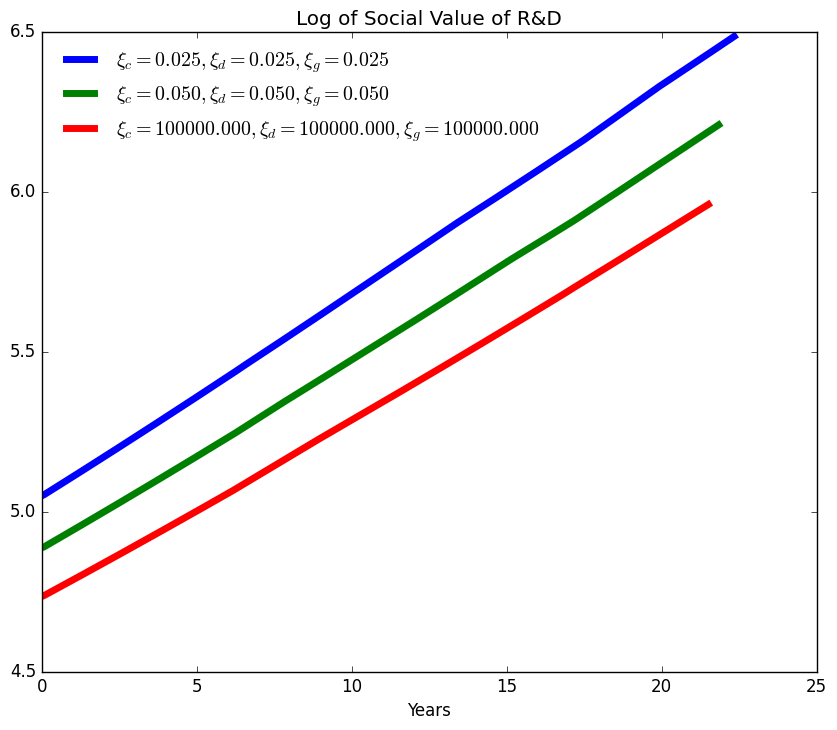 Log of Social Value of R&D
6.5
ξc = 0.025, ξd = 0.025, ξg = 0.025
ξc = 0.050, ξd = 0.050, ξg = 0.050
ξc = 100000.000, ξd = 100000.000, ξg = 100000.000
6.0
5.5
5.0
4.5
0 5 10 15 20 25
Years